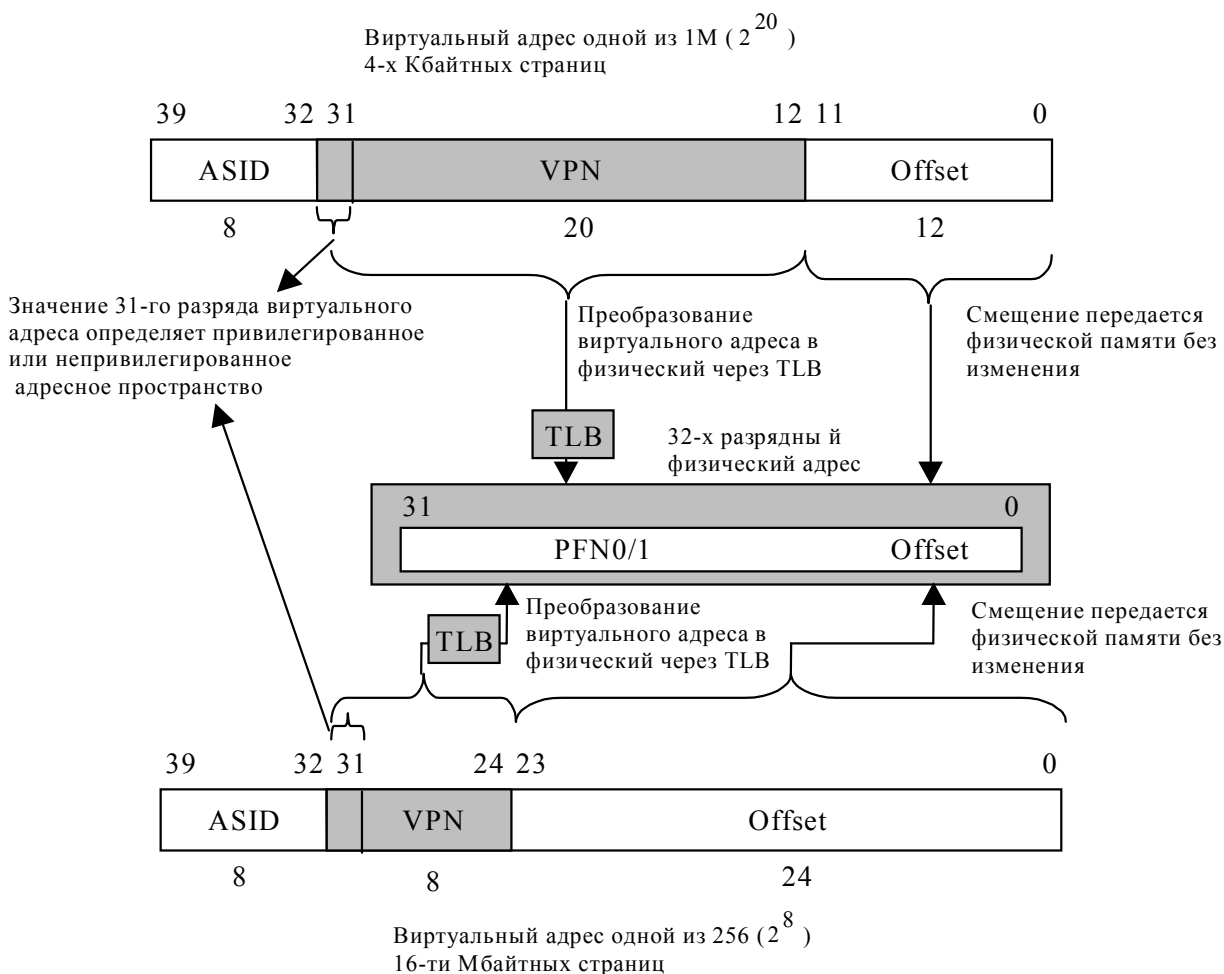 Виртуальный адрес одной из 1М ( 2 20 )
4-х Кбайтных страниц
39 32 31 12 11 0
ASID VPN Offset
8 20 12
Значение 31-го разряда виртуального
адреса определяет привилегированное
или непривилегированное
адресное пространство
Преобразование
виртуального адреса в
физический через TLB
Смещение передается
физической памяти без
изменения
TLB
32-х разрядны й
физический адрес
31 0
PFN0/1 Offset
TLB
Преобразование
виртуального адреса в
физический через TLB
Смещение передается
физической памяти без
изменения
39 32 31 24 23 0
ASID VPN Offset
8 8 24
Виртуальный адрес одной из 256 ( 2 8 )
16-ти Мбайтных страниц